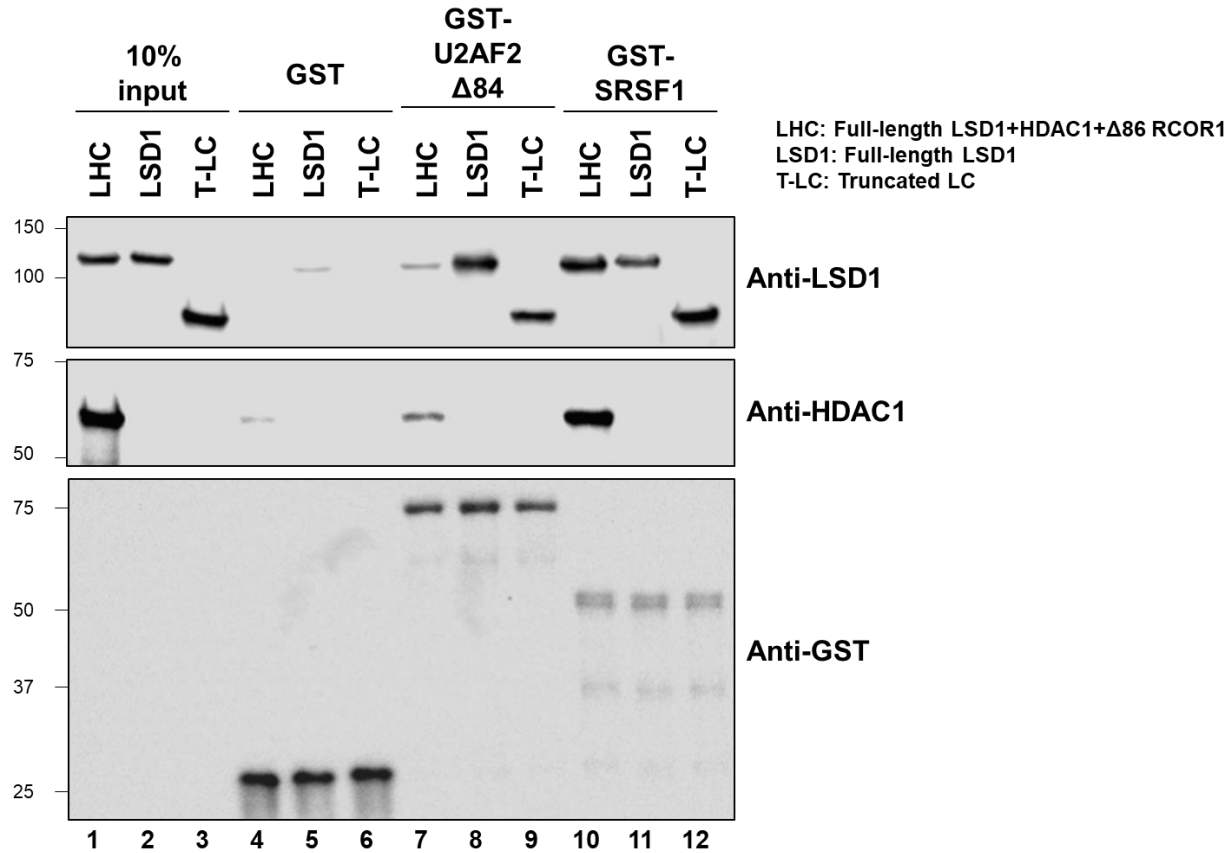 10%
input
GST
GST-
U2AF2
Δ84
GST-
SRSF1
LHC
LSD1
T-LC
LHC
LSD1
T-LC
LHC
LSD1
T-LC
LHC
LSD1
T-LC
LHC: Full-length LSD1+HDAC1+Δ86 RCOR1
LSD1: Full-length LSD1
T-LC: Truncated LC
150
100
Anti-LSD1
75
50
Anti-HDAC1
75
50
37
25
Anti-GST
1 2 3 4 5 6 7 8 9 10 11 12